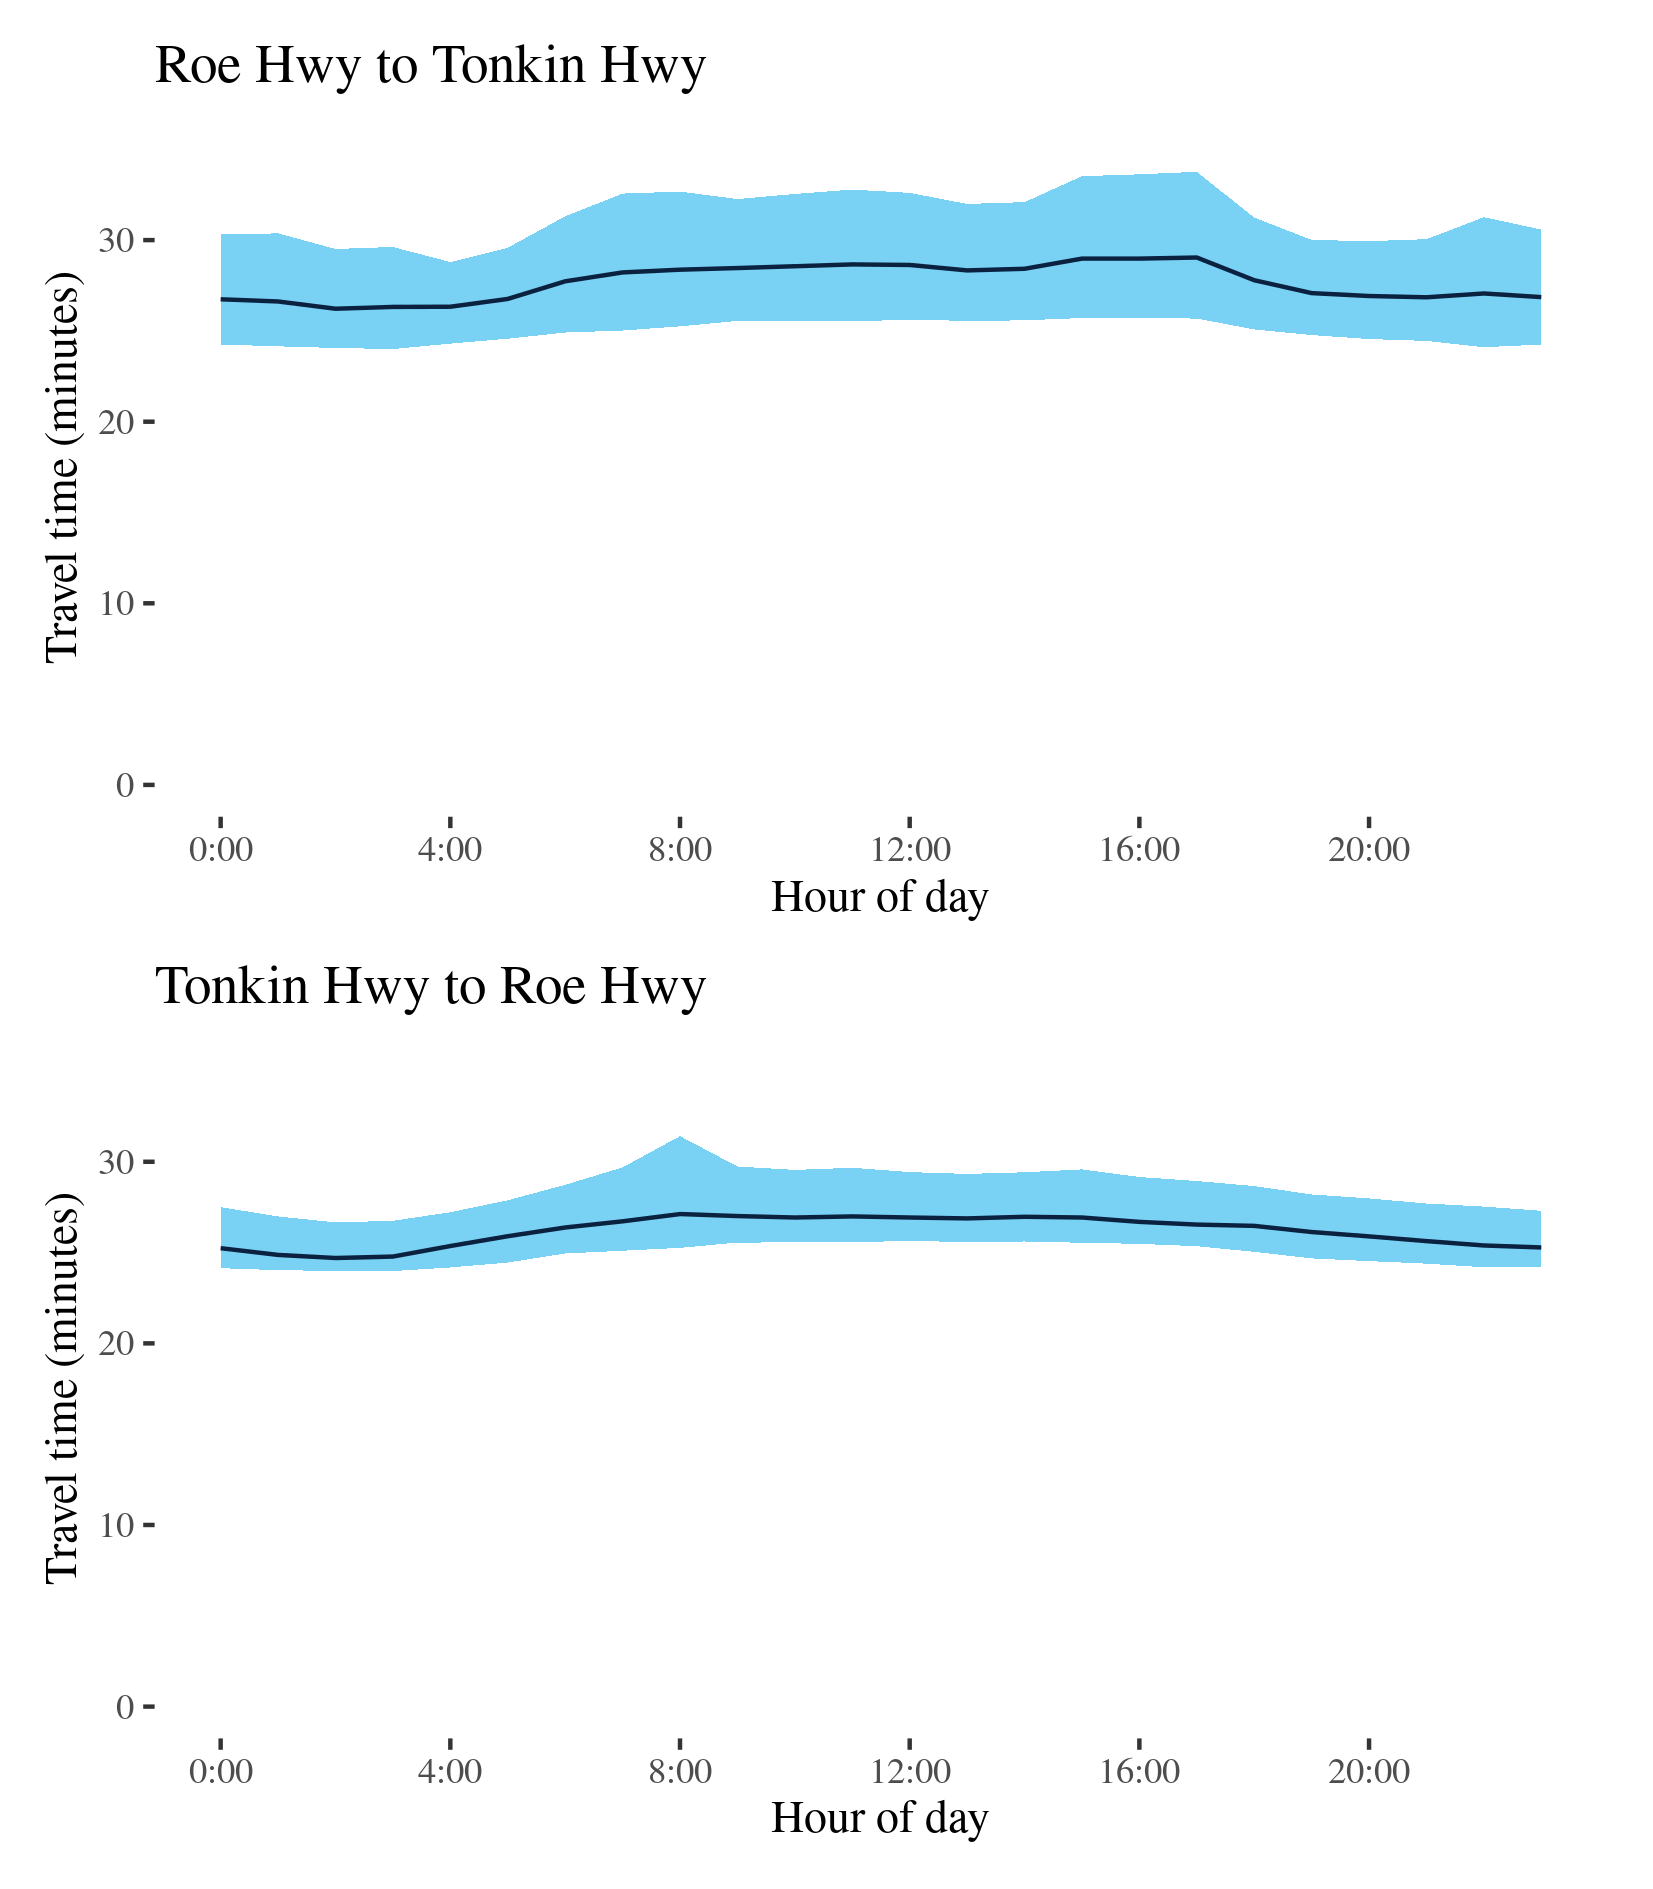 Roe Hwy to Tonkin Hwy
Travel time (minutes)
30
20
10
0
0:00 4:00 8:00 12:00 16:00 20:00
Hour of day
Tonkin Hwy to Roe Hwy
Travel time (minutes)
30
20
10
0
0:00 4:00 8:00 12:00 16:00 20:00
Hour of day